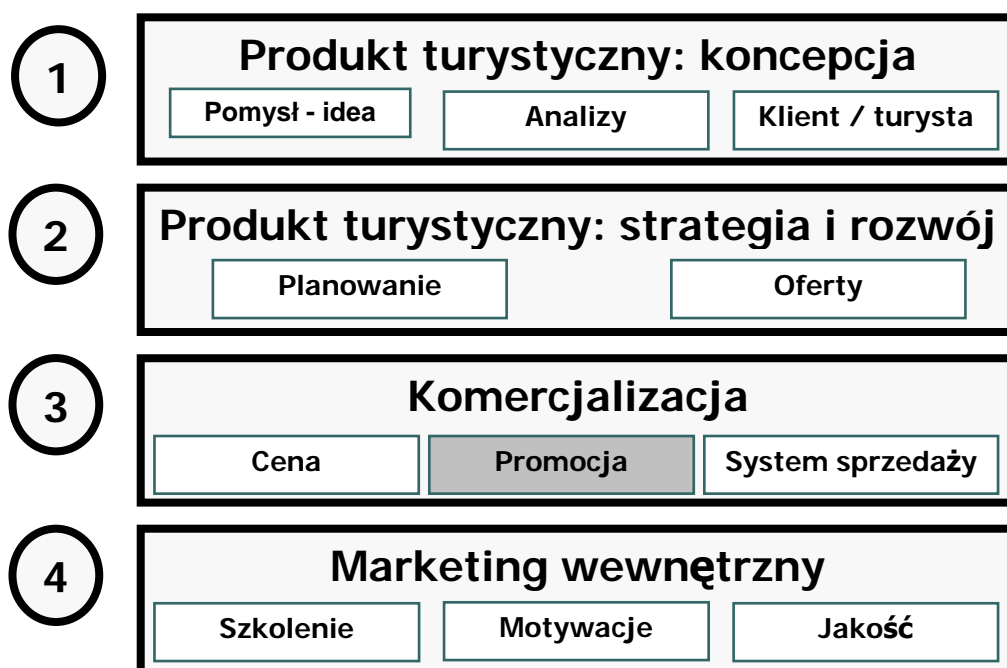 1
Produkt turystyczny: koncepcja
Pomysł - idea
Analizy
Klient / turysta
2
Produkt turystyczny: strategia i rozwój
Planowanie
Oferty
3
Komercjalizacja
Cena
Promocja
System sprzedaży
4
Marketing wewnętrzny
Szkolenie
Motywacje
Jakość